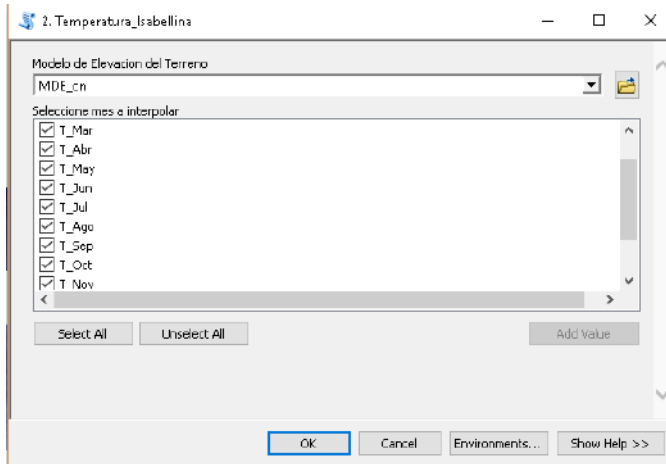 2. Temperatura_Isabellina
Modelo de Elevacion del Terreno
MDE_cn
Seleccione mes a interpolar
T_Mar
T_Abr
T_May
T_Jun
T_Jul
T_Ago
T_Sep
T_Oct
T_Nov
Select All Unselect All Add Value
OK Cancel Environments... Show Help >>